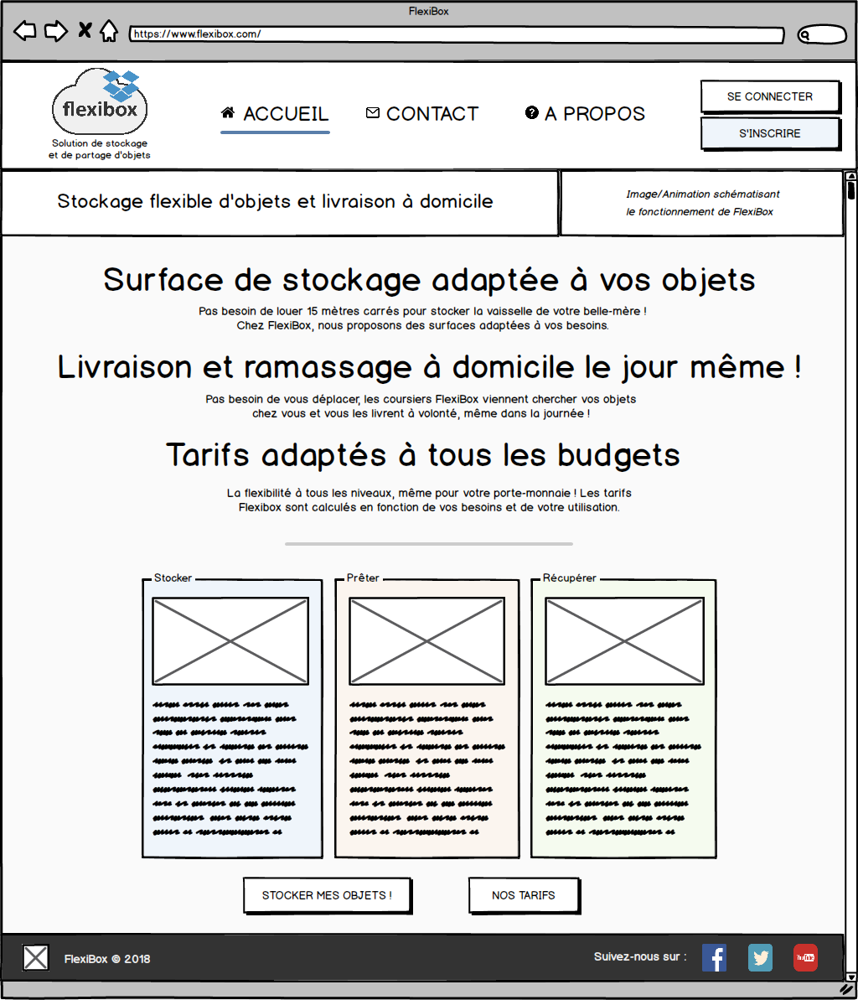 FlexiBox
https://www.flexibox.com/
flexibox
Solution de stockage
et de partage d'objets
ACCUEIL
CONTACT
A PROPOS
SE CONNECTER
S'INSCRIRE
Stockage flexible d'objets et livraison à domicile
Image/Animation schématisant
le fonctionnement de FlexiBox
Surface de stockage adaptée à vos objets
Pas besoin de louer 15 mètres carrés pour stocker la vaisselle de votre belle-mère !
Chez FlexiBox, nous proposons des surfaces adaptées à vos besoins.
Livraison et ramassage à domicile le jour même !
Pas besoin de vous déplacer, les coursiers FlexiBox viennent chercher vos objets
chez vous et vous les livrent à volonté, même dans la journée !
Tarifs adaptés à tous les budgets
La flexibilité à tous les niveaux, même pour votre porte-monnaie ! Les tarifs
Flexibox sont calculés en fonction de vos besoins et de votre utilisation.
Stocker
Prêter
Récupérer
STOCKER MES OBJETS !
NOS TARIFS
FlexiBox © 2018
Suivez-nous sur :
YouTube